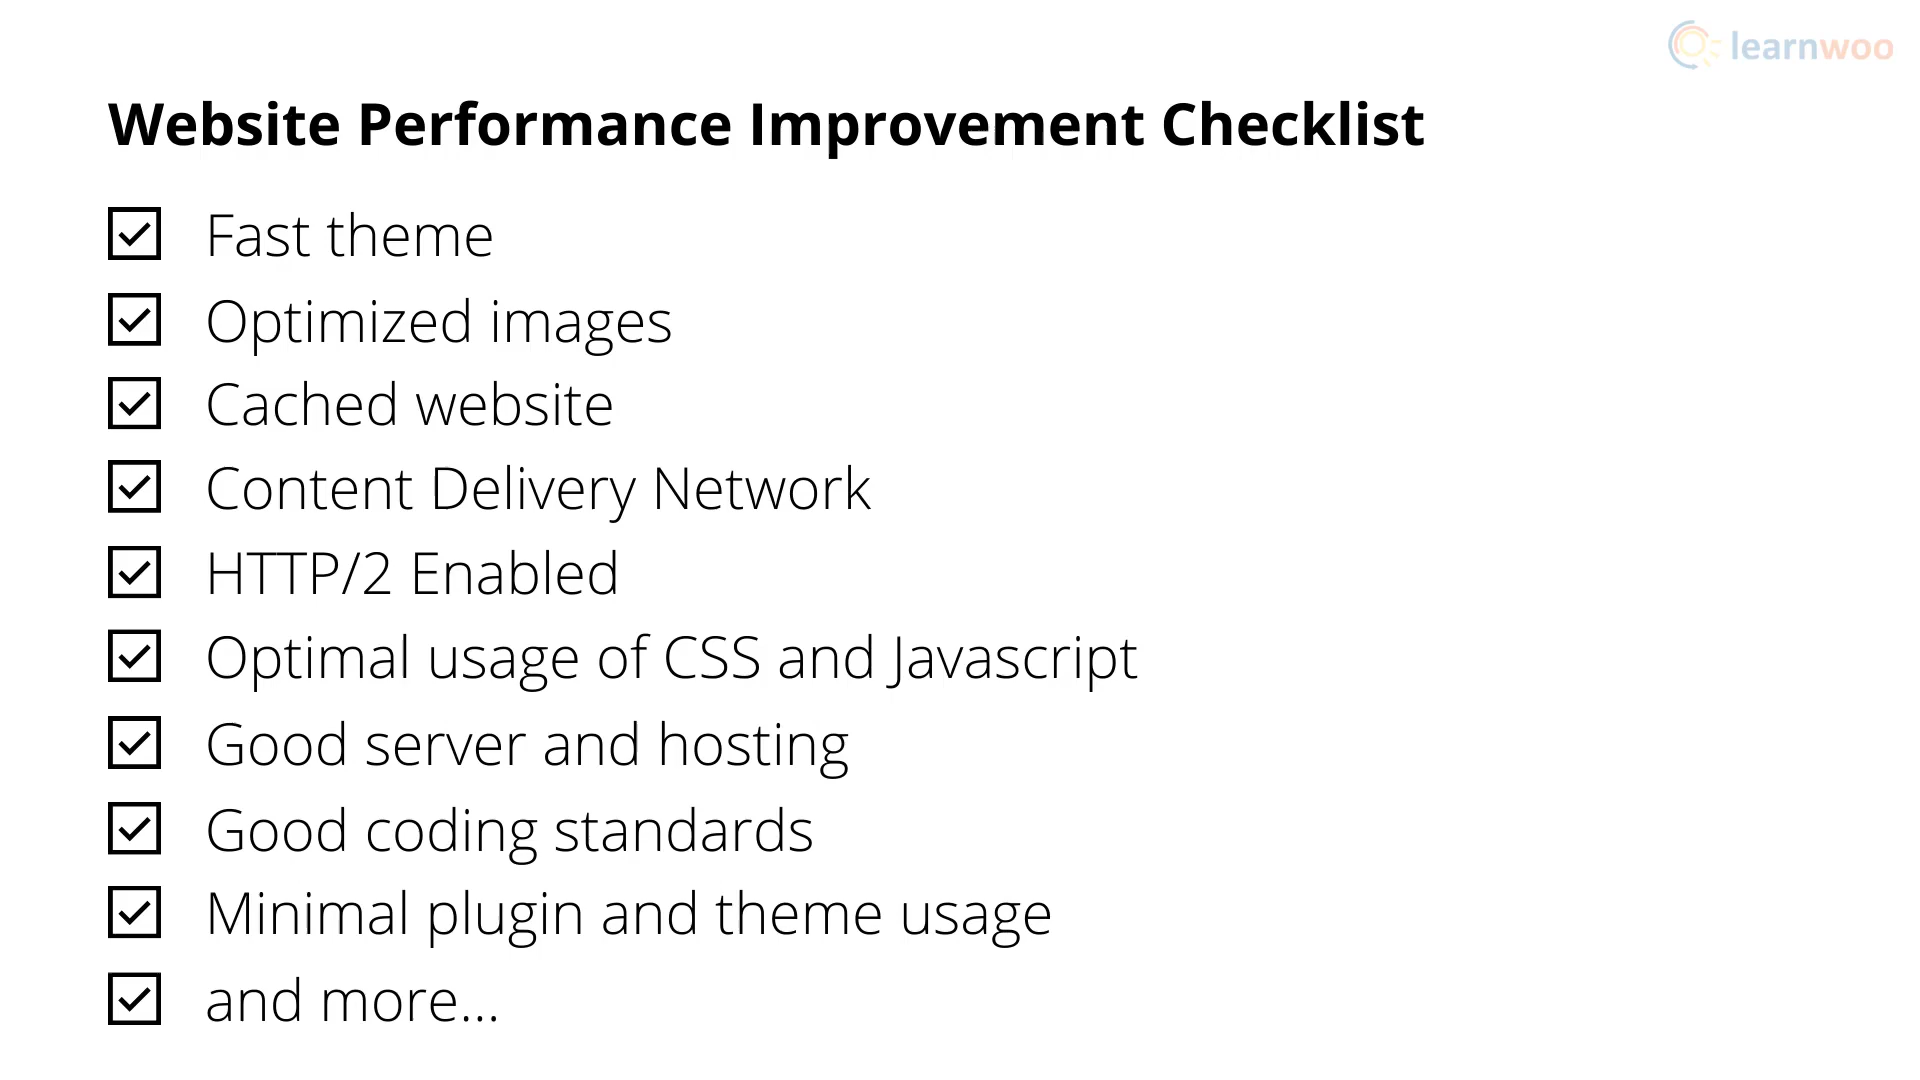 learnwoo
Website Performance Improvement Checklist
Fast theme
Optimized images
Cached website
Content Delivery Network
HTTP/2 Enabled
Optimal usage of CSS and Javascript
Good server and hosting
Good coding standards
Minimal plugin and theme usage
and more...